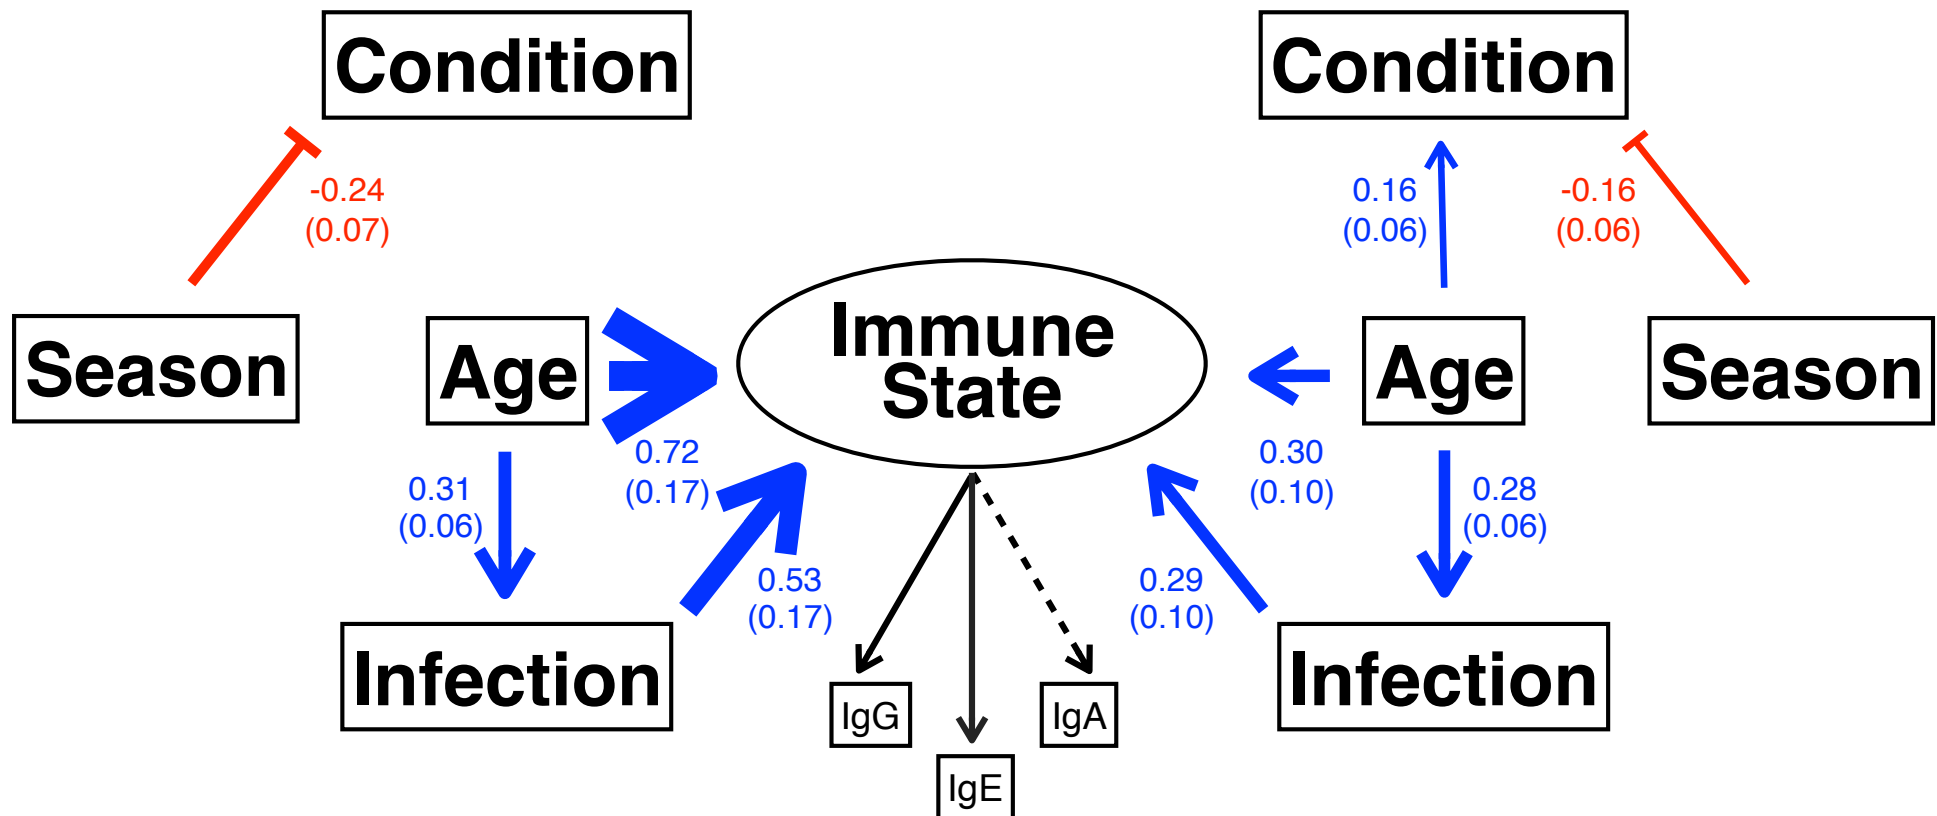 Condition
Condition
-0.24
(0.07)
0.16
(0.06)
-0.16
(0.06)
Season
Age
Immune
State
Age
Season
0.72
(0.17)
0.30
(0.10)
0.31
(0.06)
0.28
(0.06)
0.53
(0.17)
0.29
(0.10)
Infection
IgG
IgA
Infection
IgE